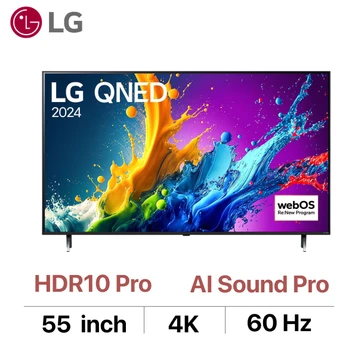 LG
LG QNED
2024
webOS
Re:New Program
HDR10 Pro
AI Sound Pro
55 inch
4K
60 Hz